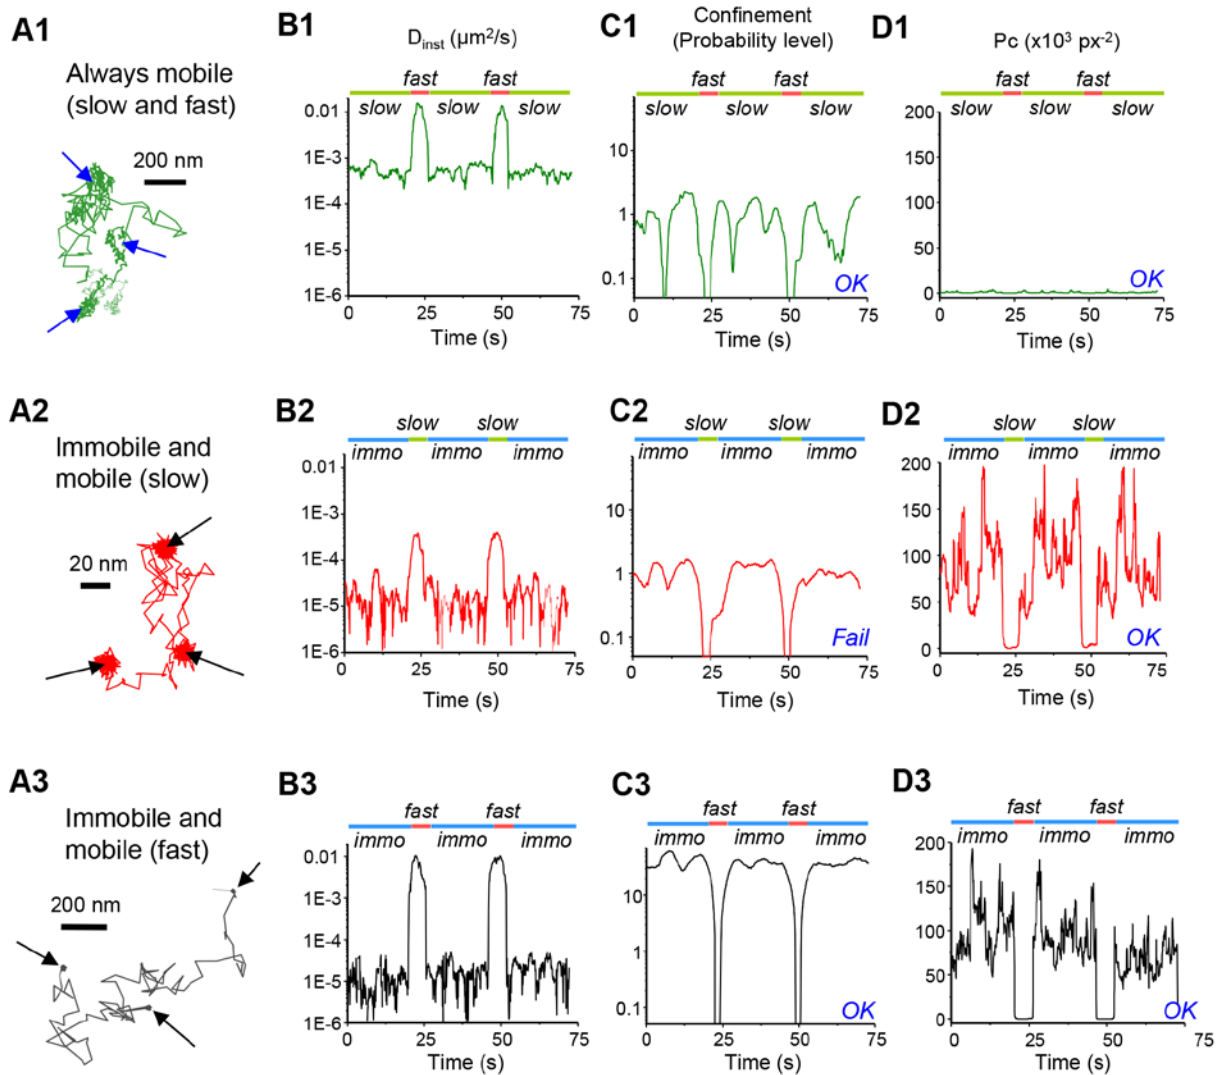 A1
Always mobile
(slow and fast)
200 nm
B1
D_inst (µm²/s)
fast fast
slow slow slow
0.01
1E-3
1E-4
1E-5
1E-6
0 25 50 75
Time (s)
C1
Confinement
(Probability level)
fast fast
slow slow slow
10
1
0.1
OK
0 25 50 75
Time (s)
D1
Pc (x10³ px⁻²)
fast fast
slow slow slow
200
150
100
50
0
OK
0 25 50 75
Time (s)
A2
Immobile and
mobile (slow)
20 nm
B2
slow slow
immo immo immo
0.01
1E-3
1E-4
1E-5
1E-6
0 25 50 75
Time (s)
C2
slow slow
immo immo immo
10
1
0.1
Fail
0 25 50 75
Time (s)
D2
slow slow
immo immo immo
200
150
100
50
0
OK
0 25 50 75
Time (s)
A3
Immobile and
mobile (fast)
200 nm
B3
fast fast
immo immo immo
0.01
1E-3
1E-4
1E-5
1E-6
0 25 50 75
Time (s)
C3
fast fast
immo immo immo
10
1
0.1
OK
0 25 50 75
Time (s)
D3
fast fast
immo immo immo
200
150
100
50
0
OK
0 25 50 75
Time (s)